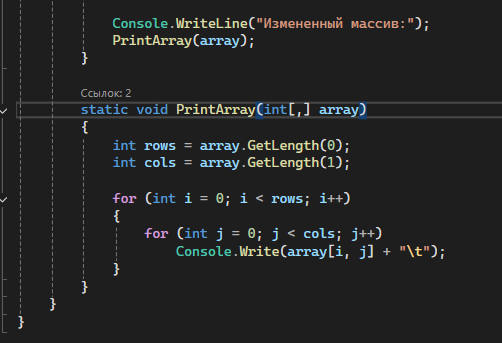 Console.WriteLine("Измененный массив:");
PrintArray(array);
}
Ссылок: 2
static void PrintArray(int[,] array)
{
int rows = array.GetLength(0);
int cols = array.GetLength(1);
for (int i = 0; i < rows; i++)
{
for (int j = 0; j < cols; j++)
Console.Write(array[i, j] + "\t");
}
}
}
}